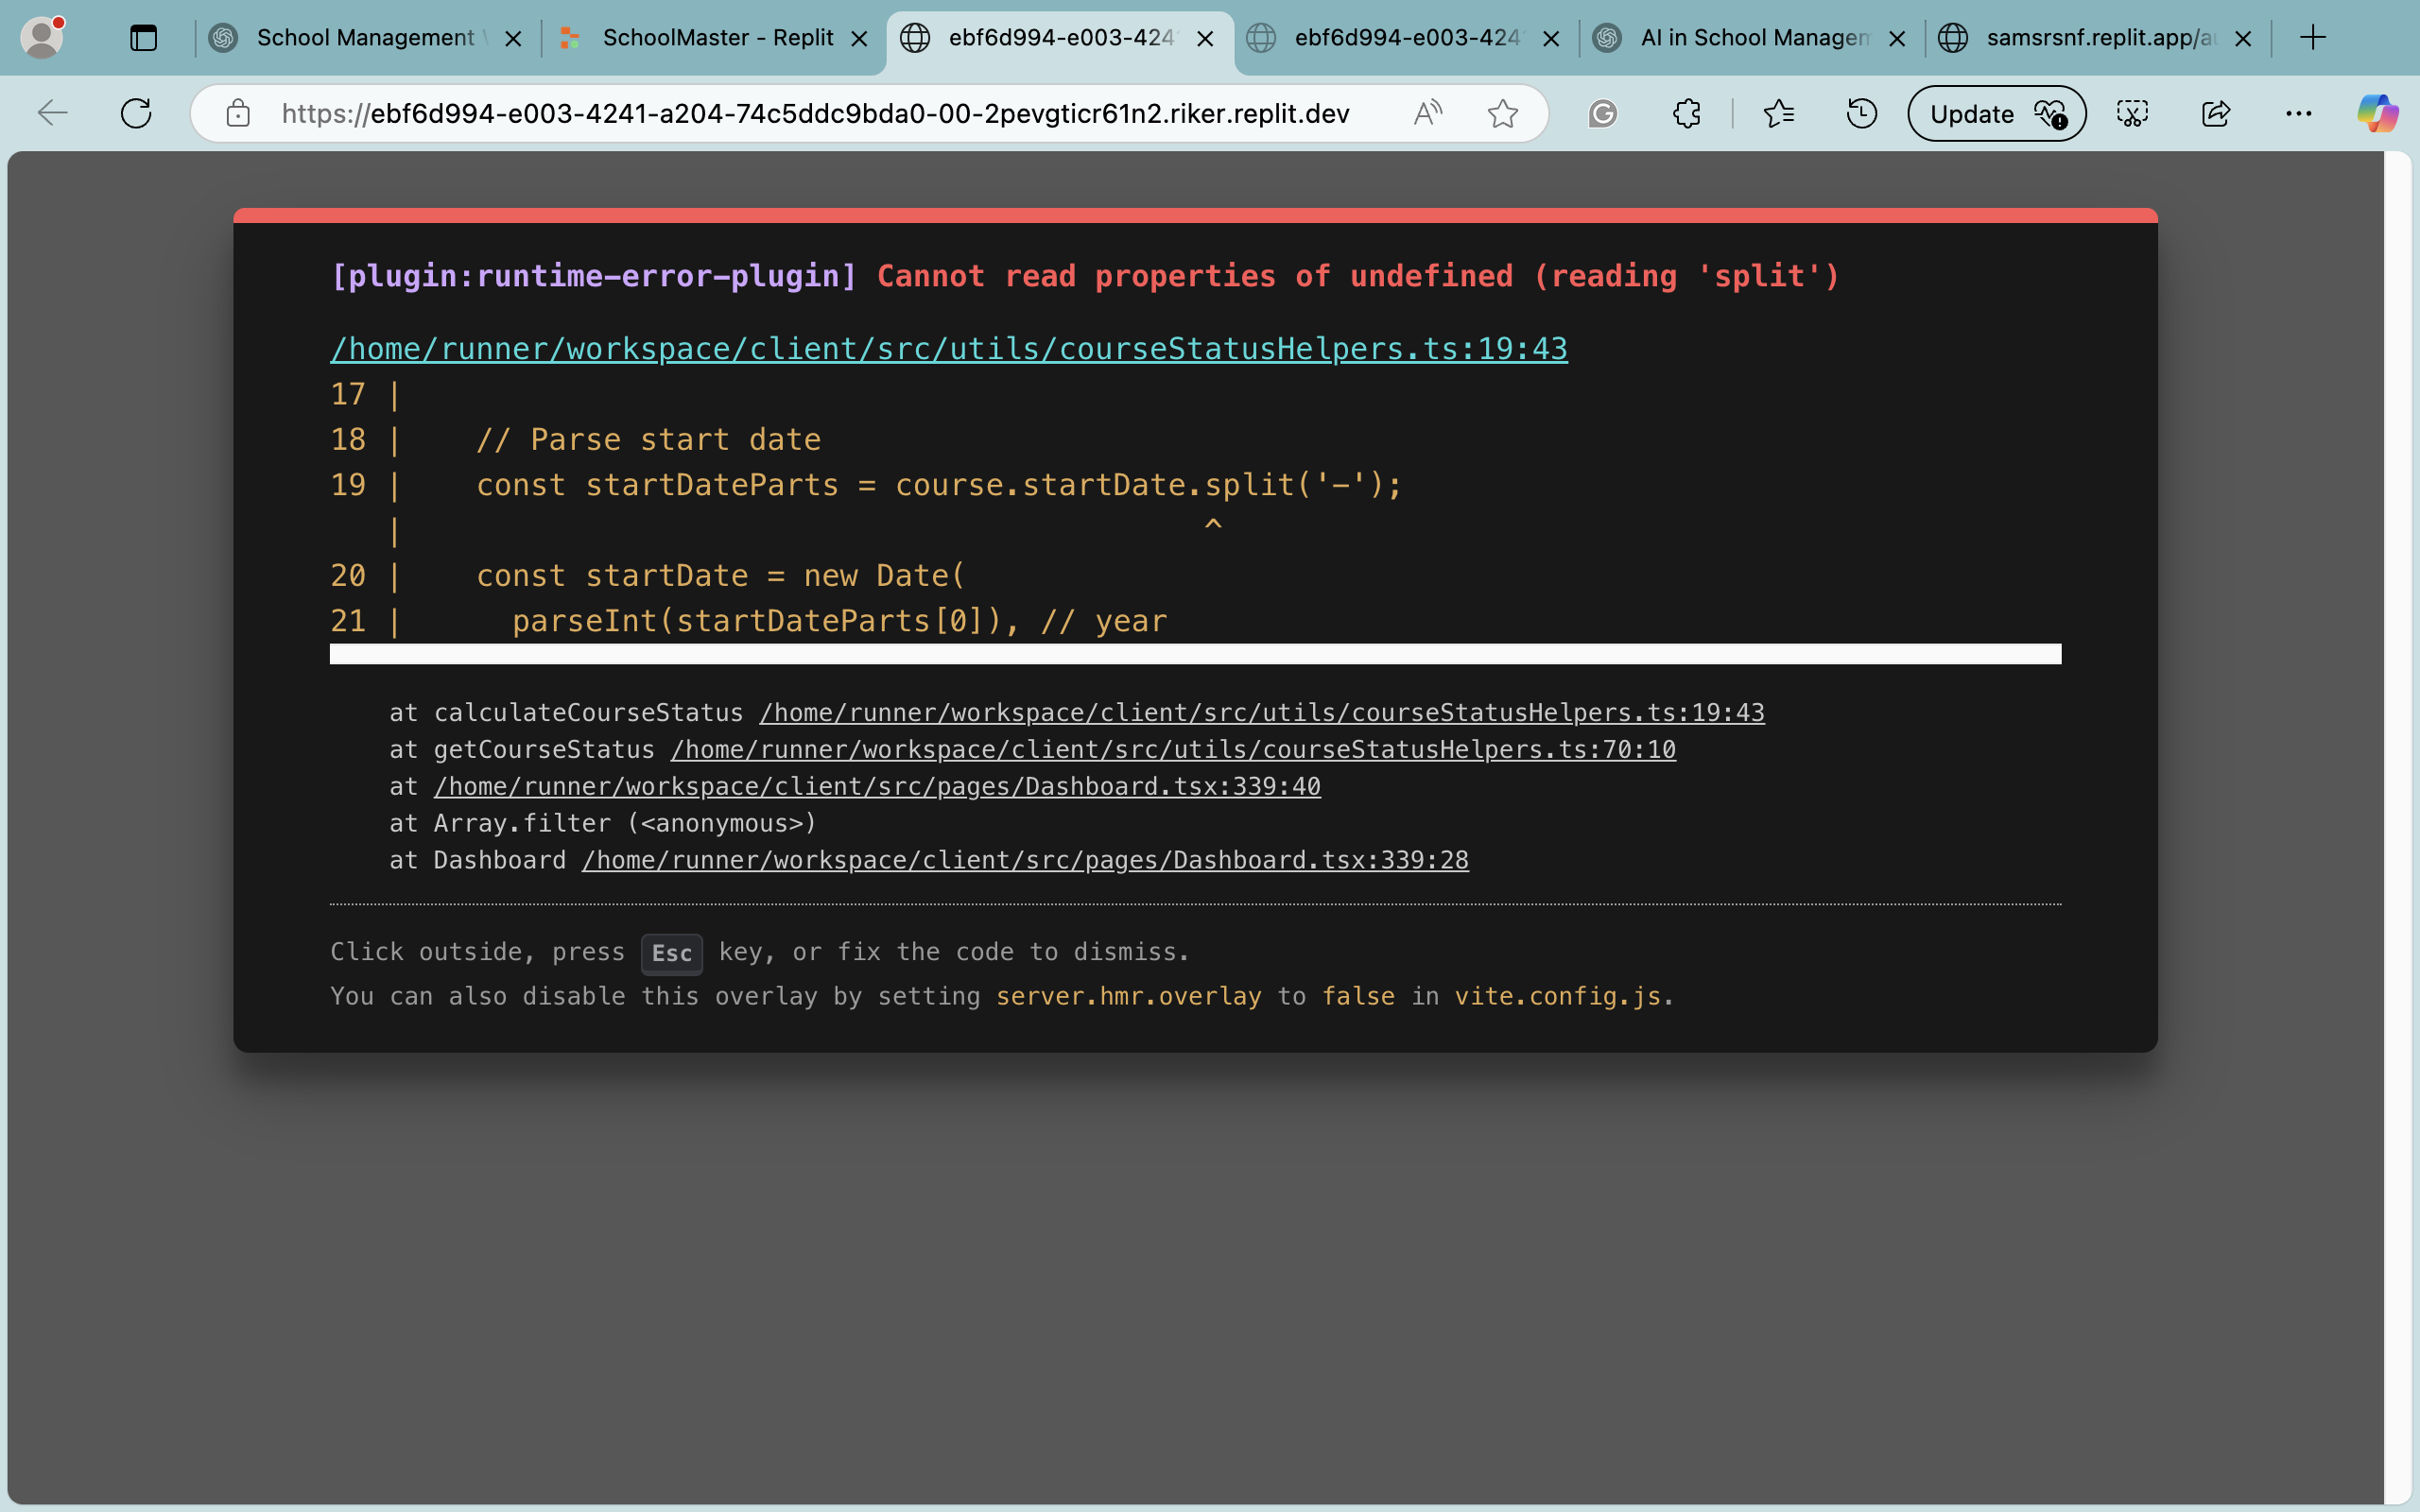 School Management
SchoolMaster - Replit
ebf6d994-e003-424
ebf6d994-e003-424
AI in School Managem
samsrsnf.replit.app/a
https://ebf6d994-e003-4241-a204-74c5ddc9bda0-00-2pevgticr61n2.riker.replit.dev
Update
[plugin:runtime-error-plugin] Cannot read properties of undefined (reading 'split')
/home/runner/workspace/client/src/utils/courseStatusHelpers.ts:19:43
17 |
18 |    // Parse start date
19 |    const startDateParts = course.startDate.split('-');
   |                                            ^
20 |    const startDate = new Date(
21 |      parseInt(startDateParts[0]), // year
at calculateCourseStatus /home/runner/workspace/client/src/utils/courseStatusHelpers.ts:19:43
at getCourseStatus /home/runner/workspace/client/src/utils/courseStatusHelpers.ts:70:10
at /home/runner/workspace/client/src/pages/Dashboard.tsx:339:40
at Array.filter (<anonymous>)
at Dashboard /home/runner/workspace/client/src/pages/Dashboard.tsx:339:28
Click outside, press Esc key, or fix the code to dismiss.
You can also disable this overlay by setting server.hmr.overlay to false in vite.config.js.